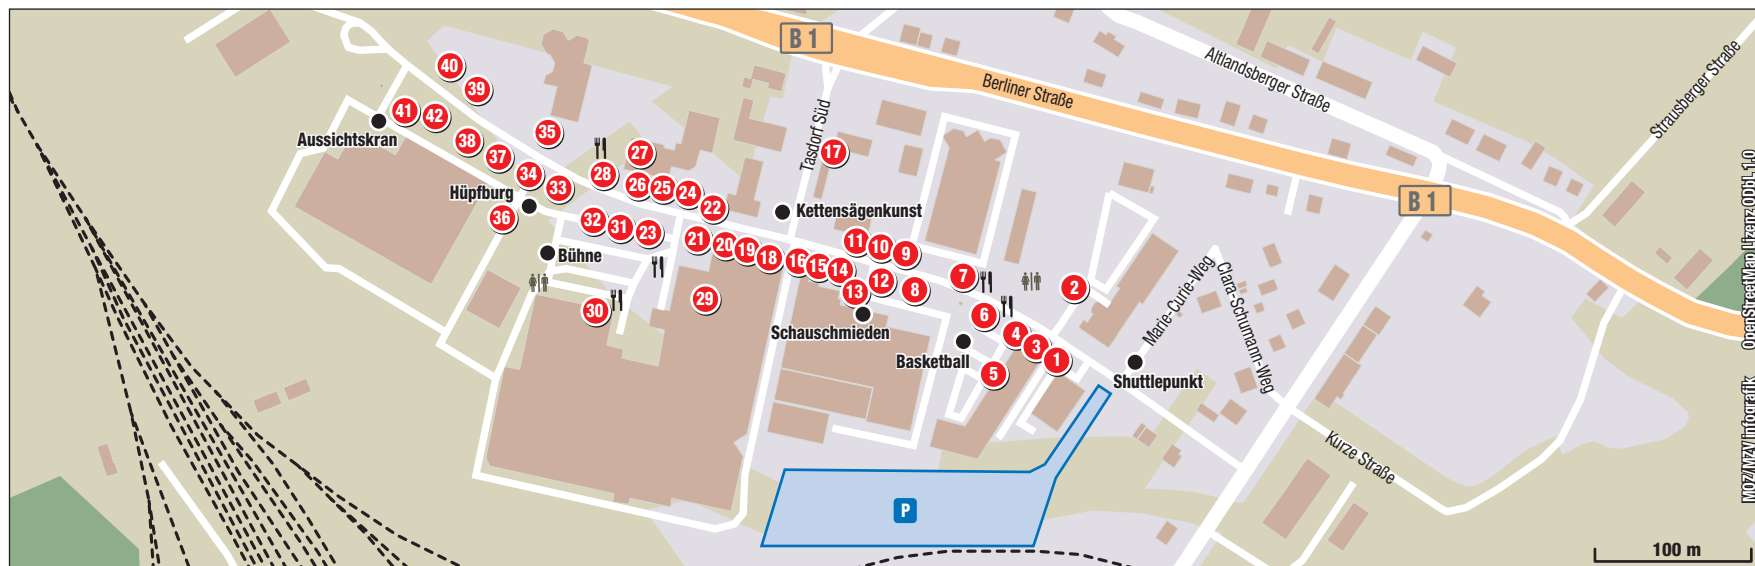 B 1
Berliner Straße
Altlandsberger Straße
Strausberger Straße
Tasdorf Süd
40
39
41
42
Aussichtskran
38
35
37
34
33
Hüpfburg
36
28
27
26
25
24
22
17
Kettensägenkunst
B 1
32
31
23
21
20
19
18
16
15
14
11
10
9
12
13
8
7
2
Bühne
30
29
Schauschmieden
6
4
3
1
Basketball
5
Marie-Curie-Weg
Clara-Schumann-Weg
Shuttlepunkt
Kurze Straße
P
100 m
MOZ/MZV infografik OpenStreetMap Lizenz ODbL 1.0